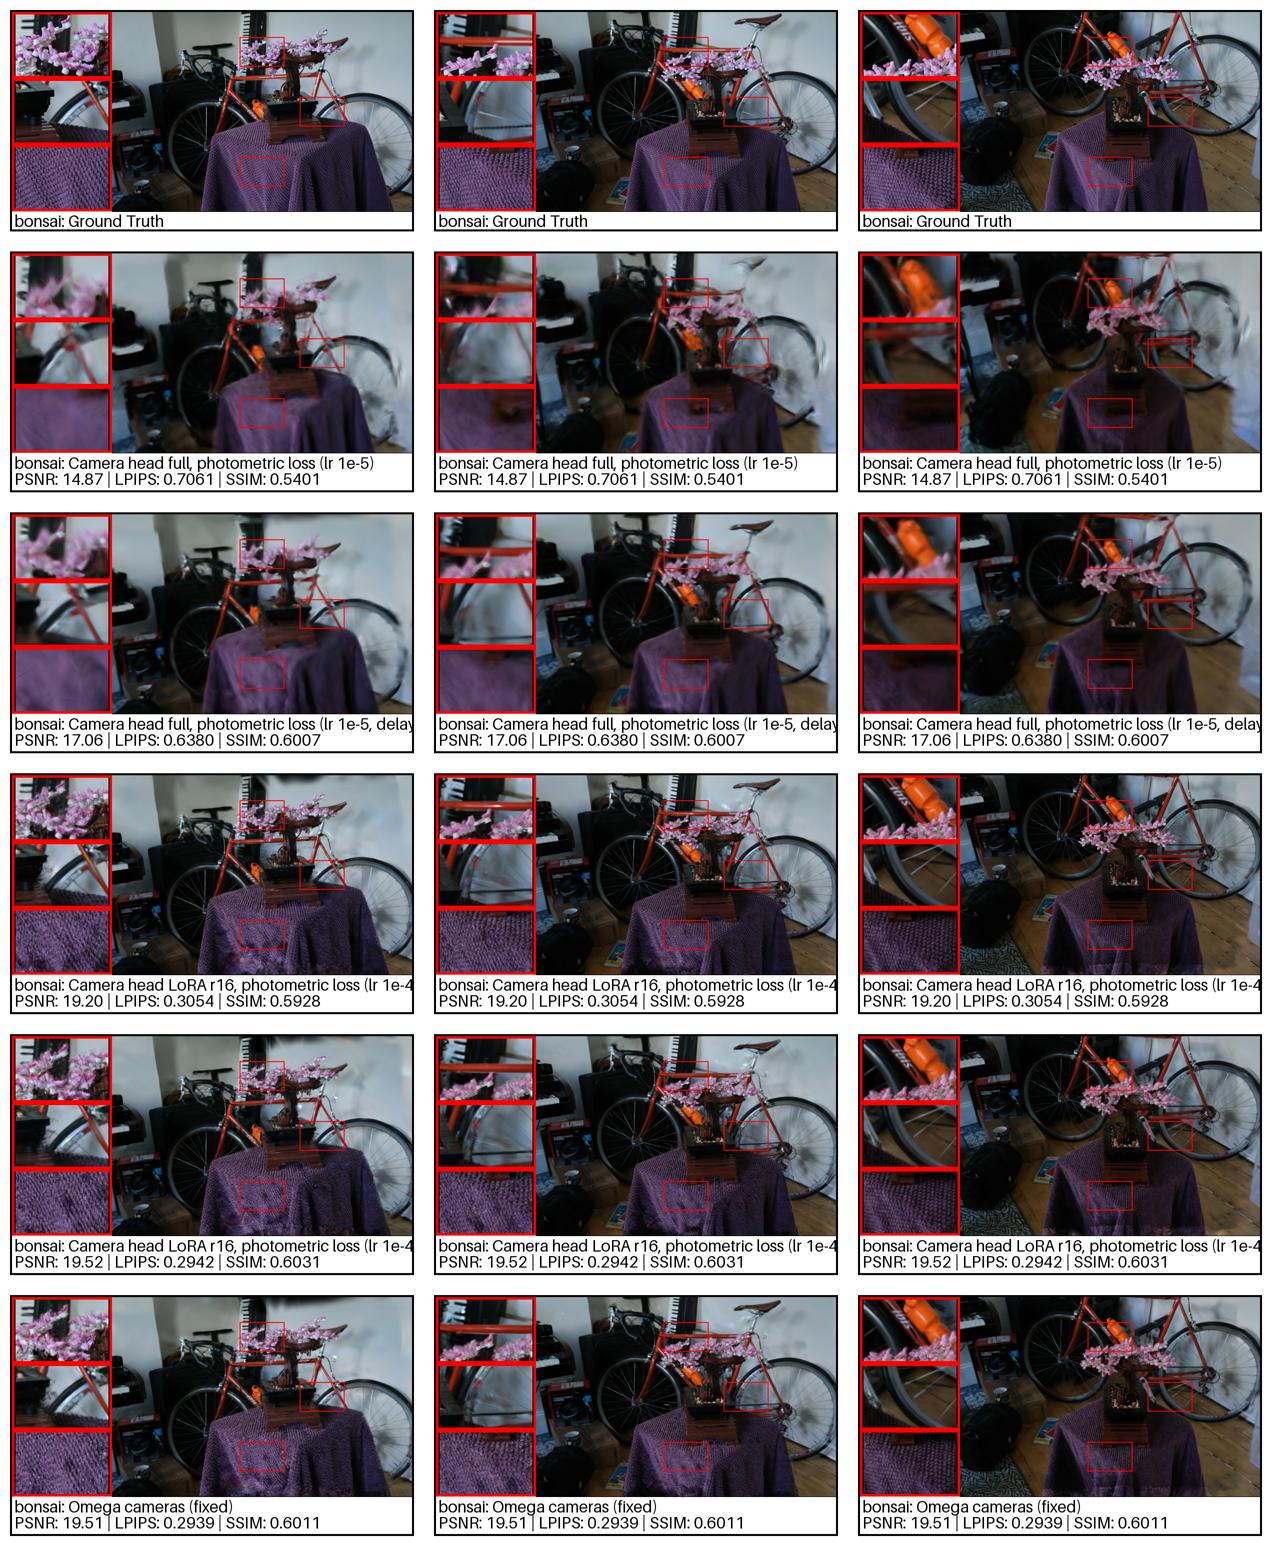 bonsai: Ground Truth
bonsai: Ground Truth
bonsai: Ground Truth
bonsai: Camera head full, photometric loss (lr 1e-5)
PSNR: 14.87 | LPIPS: 0.7061 | SSIM: 0.5401
bonsai: Camera head full, photometric loss (lr 1e-5)
PSNR: 14.87 | LPIPS: 0.7061 | SSIM: 0.5401
bonsai: Camera head full, photometric loss (lr 1e-5)
PSNR: 14.87 | LPIPS: 0.7061 | SSIM: 0.5401
bonsai: Camera head full, photometric loss (lr 1e-5, delay
PSNR: 17.06 | LPIPS: 0.6380 | SSIM: 0.6007
bonsai: Camera head full, photometric loss (lr 1e-5, delay
PSNR: 17.06 | LPIPS: 0.6380 | SSIM: 0.6007
bonsai: Camera head full, photometric loss (lr 1e-5, delay
PSNR: 17.06 | LPIPS: 0.6380 | SSIM: 0.6007
bonsai: Camera head LoRA r16, photometric loss (lr 1e-4
PSNR: 19.20 | LPIPS: 0.3054 | SSIM: 0.5928
bonsai: Camera head LoRA r16, photometric loss (lr 1e-4
PSNR: 19.20 | LPIPS: 0.3054 | SSIM: 0.5928
bonsai: Camera head LoRA r16, photometric loss (lr 1e-4
PSNR: 19.20 | LPIPS: 0.3054 | SSIM: 0.5928
bonsai: Camera head LoRA r16, photometric loss (lr 1e-4
PSNR: 19.52 | LPIPS: 0.2942 | SSIM: 0.6031
bonsai: Camera head LoRA r16, photometric loss (lr 1e-4
PSNR: 19.52 | LPIPS: 0.2942 | SSIM: 0.6031
bonsai: Camera head LoRA r16, photometric loss (lr 1e-4
PSNR: 19.52 | LPIPS: 0.2942 | SSIM: 0.6031
bonsai: Omega cameras (fixed)
PSNR: 19.51 | LPIPS: 0.2939 | SSIM: 0.6011
bonsai: Omega cameras (fixed)
PSNR: 19.51 | LPIPS: 0.2939 | SSIM: 0.6011
bonsai: Omega cameras (fixed)
PSNR: 19.51 | LPIPS: 0.2939 | SSIM: 0.6011